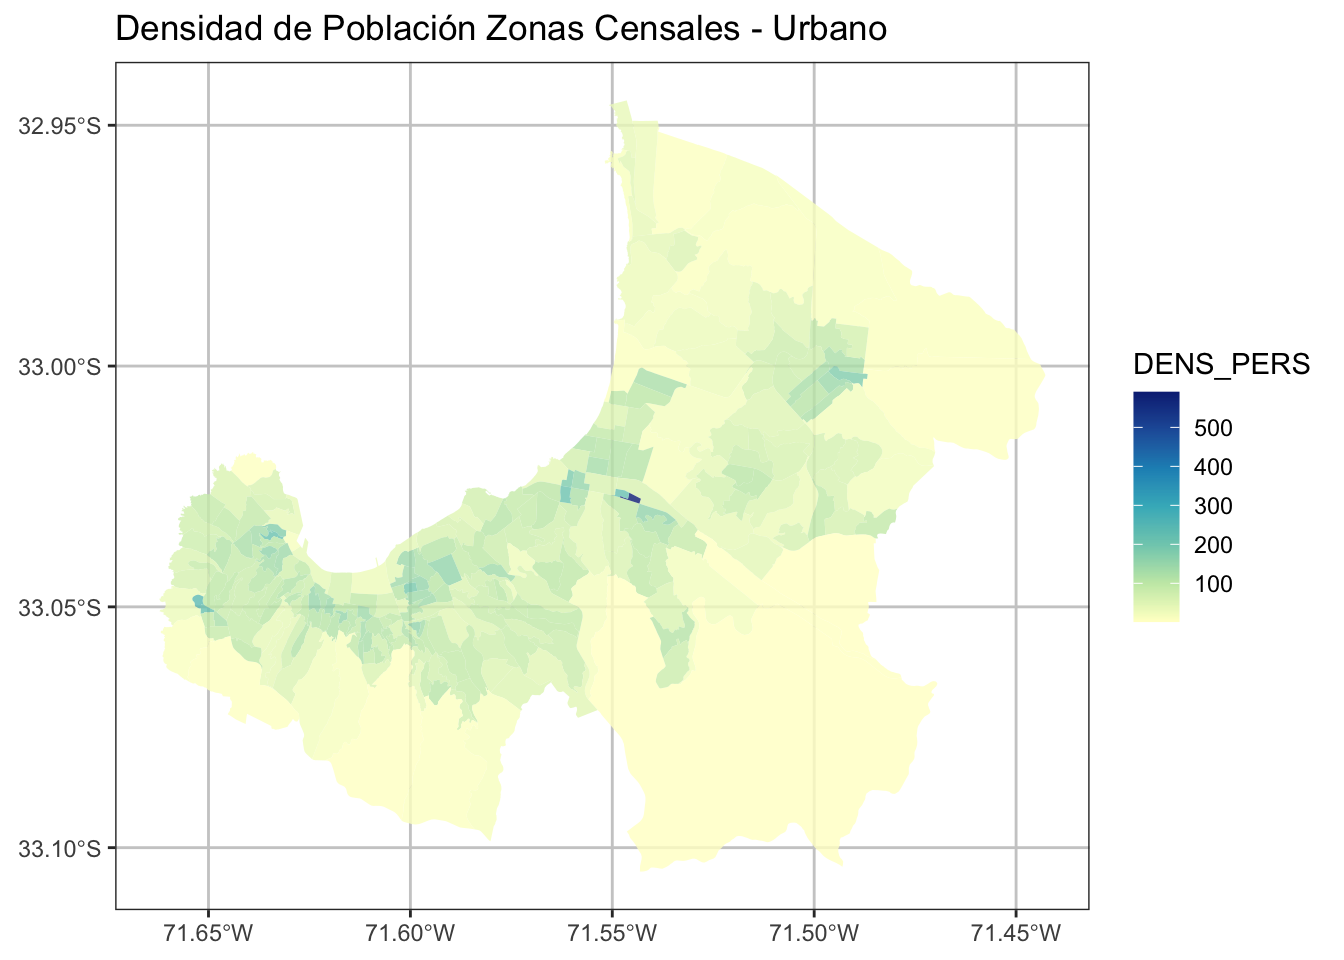 Densidad de Población Zonas Censales - Urbano
32.95°S
33.00°S
33.05°S
33.10°S
71.65°W
71.60°W
71.55°W
71.50°W
71.45°W
DENS_PERS
500
400
300
200
100